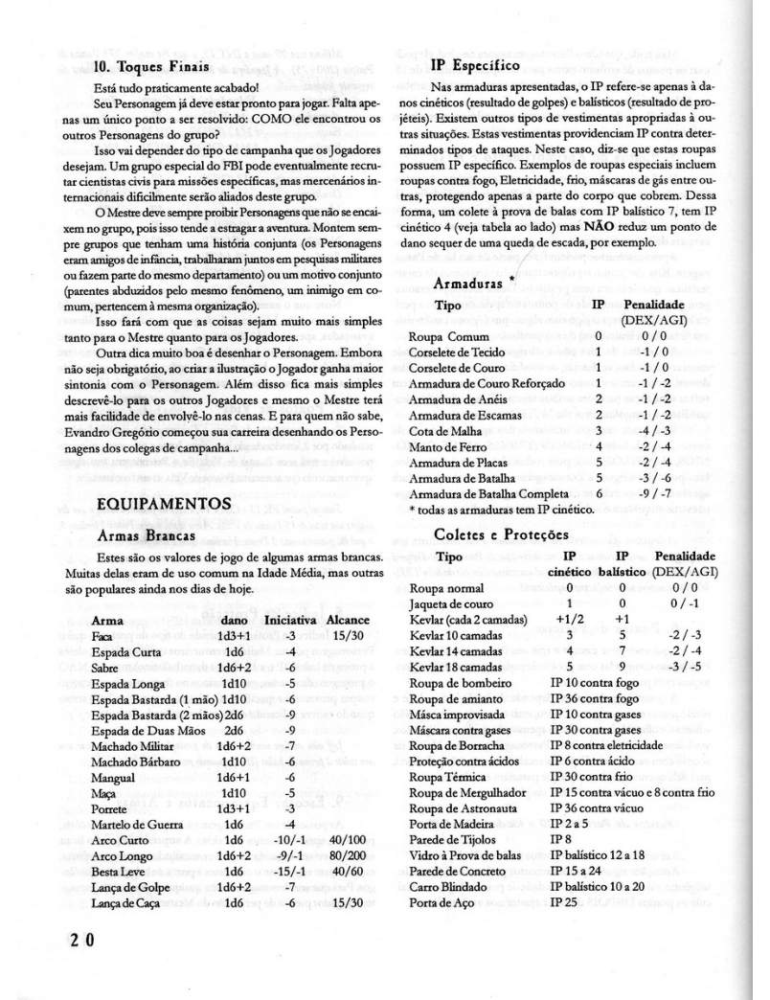 10. Toques Finais
Está tudo praticamente acabado!
Seu Personagem já deve estar pronto para jogar. Falta ape-
nas um único ponto a ser resolvido: COMO ele encontrou os
outros Personagens do grupo?
Isso vai depender do tipo de campanha que os Jogadores
desejam. Um grupo especial do FBI pode eventualmente recru-
tar cientistas civis para missões específicas, mas mercenários in-
ternacionais dificilmente serão aliados deste grupo.
O Mestre deve sempre proibir Personagens que não se encai-
xem no grupo, pois isso tende a estragar a aventura. Montem sem-
pre grupos que tenham uma história conjunta (os Personagens
eram amigos de infância, trabalharam juntos em pesquisas militares
ou fazem parte do mesmo departamento) ou um motivo conjunto
(parentes abduzidos pelo mesmo fenômeno, um inimigo em co-
mum, pertencem à mesma organização).
Isso fará com que as coisas sejam muito mais simples
tanto para o Mestre quanto para os Jogadores.
Outra dica muito boa é desenhar o Personagem. Embora
não seja obrigatório, ao criar a ilustração o Jogador ganha maior
sintonia com o Personagem. Além disso fica mais simples
descrevê-lo para os outros Jogadores e mesmo o Mestre terá
mais facilidade de envolvê-lo nas cenas. E para quem não sabe,
Evandro Gregório começou sua carreira desenhando os Perso-
nagens dos colegas de campanha...
EQUIPAMENTOS
Armas Brancas
Estes são os valores de jogo de algumas armas brancas.
Muitas delas eram de uso comum na Idade Média, mas outras
são populares ainda nos dias de hoje.
Arma dano Iniciativa Alcance
Faca 1d3+1 -3 15/30
Espada Curta 1d6 -4
Sabre 1d6+2 -6
Espada Longa 1d10 -5
Espada Bastarda (1 mão) 1d10 -6
Espada Bastarda (2 mãos) 2d6 -9
Espada de Duas Mãos 2d6 -9
Machado Militar 1d6+2 -7
Machado Bárbaro 1d10 -6
Mangual 1d6+1 -6
Maça 1d10 -5
Porrete 1d3+1 -3
Martelo de Guerra 1d6 -4
Arco Curto 1d6 -10/-1 40/100
Arco Longo 1d6+2 -9/-1 80/200
Besta Leve 1d6 -15/-1 40/60
Lança de Golpe 1d6+2 -7
Lança de Caça 1d6 -6 15/30
20
IP Específico
Nas armaduras apresentadas, o IP refere-se apenas à da-
nos cinéticos (resultado de golpes) e balísticos (resultado de pro-
jéteis). Existem outros tipos de vestimentas apropriadas à ou-
tras situações. Estas vestimentas providenciam IP contra deter-
minados tipos de ataques. Neste caso, diz-se que estas roupas
possuem IP específico. Exemplos de roupas especiais incluem
roupas contra fogo, Eletricidade, frio, máscaras de gás entre ou-
tras, protegendo apenas a parte do corpo que cobrem. Dessa
forma, um colete à prova de balas com IP balístico 7, tem IP
cinético 4 (veja tabela ao lado) mas NÃO reduz um ponto de
dano sequer de uma queda de escada, por exemplo.
Armaduras *
Tipo IP Penalidade
(DEX/AGI)
Roupa Comum 0 0 / 0
Corselete de Tecido 1 -1 / 0
Corselete de Couro 1 -1 / 0
Armadura de Couro Reforçado 1 -1 / -2
Armadura de Anéis 2 -1 / -2
Armadura de Escamas 2 -1 / -2
Cota de Malha 3 -4 / -3
Manto de Ferro 4 -2 / -4
Armadura de Placas 5 -2 / -4
Armadura de Batalha 5 -3 / -6
Armadura de Batalha Completa 6 -9 / -7
* todas as armaduras tem IP cinético.
Coletes e Proteções
Tipo IP IP Penalidade
cinético balístico (DEX/AGI)
Roupa normal 0 0 0 / 0
Jaqueta de couro 1 0 0 / -1
Kevlar (cada 2 camadas) +1/2 +1
Kevlar 10 camadas 3 5 -2 / -3
Kevlar 14 camadas 4 7 -2 / -4
Kevlar 18 camadas 5 9 -3 / -5
Roupa de bombeiro IP 10 contra fogo
Roupa de amianto IP 36 contra fogo
Másca improvisada IP 10 contra gases
Máscara contra gases IP 30 contra gases
Roupa de Borracha IP 8 contra eletricidade
Proteção contra ácidos IP 6 contra ácido
Roupa Térmica IP 30 contra frio
Roupa de Mergulhador IP 15 contra vácuo e 8 contra frio
Roupa de Astronauta IP 36 contra vácuo
Porta de Madeira IP 2 a 5
Parede de Tijolos IP 8
Vidro à Prova de balas IP balístico 12 a 18
Parede de Concreto IP 15 a 24
Carro Blindado IP balístico 10 a 20
Porta de Aço IP 25